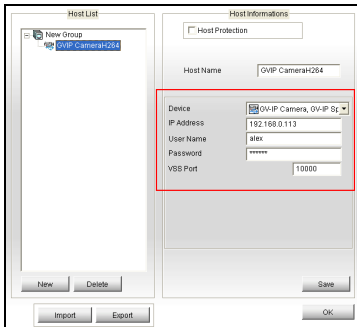 Host List
New Group
GVIP CameraH264
New
Delete
Import
Export
Host Informations
Host Protection
Host Name
GVIP CameraH264
Device
GV-IP Camera, GV-IP Sp
IP Address
192.168.0.113
User Name
alex
Password
******
VSS Port
10000
Save
OK